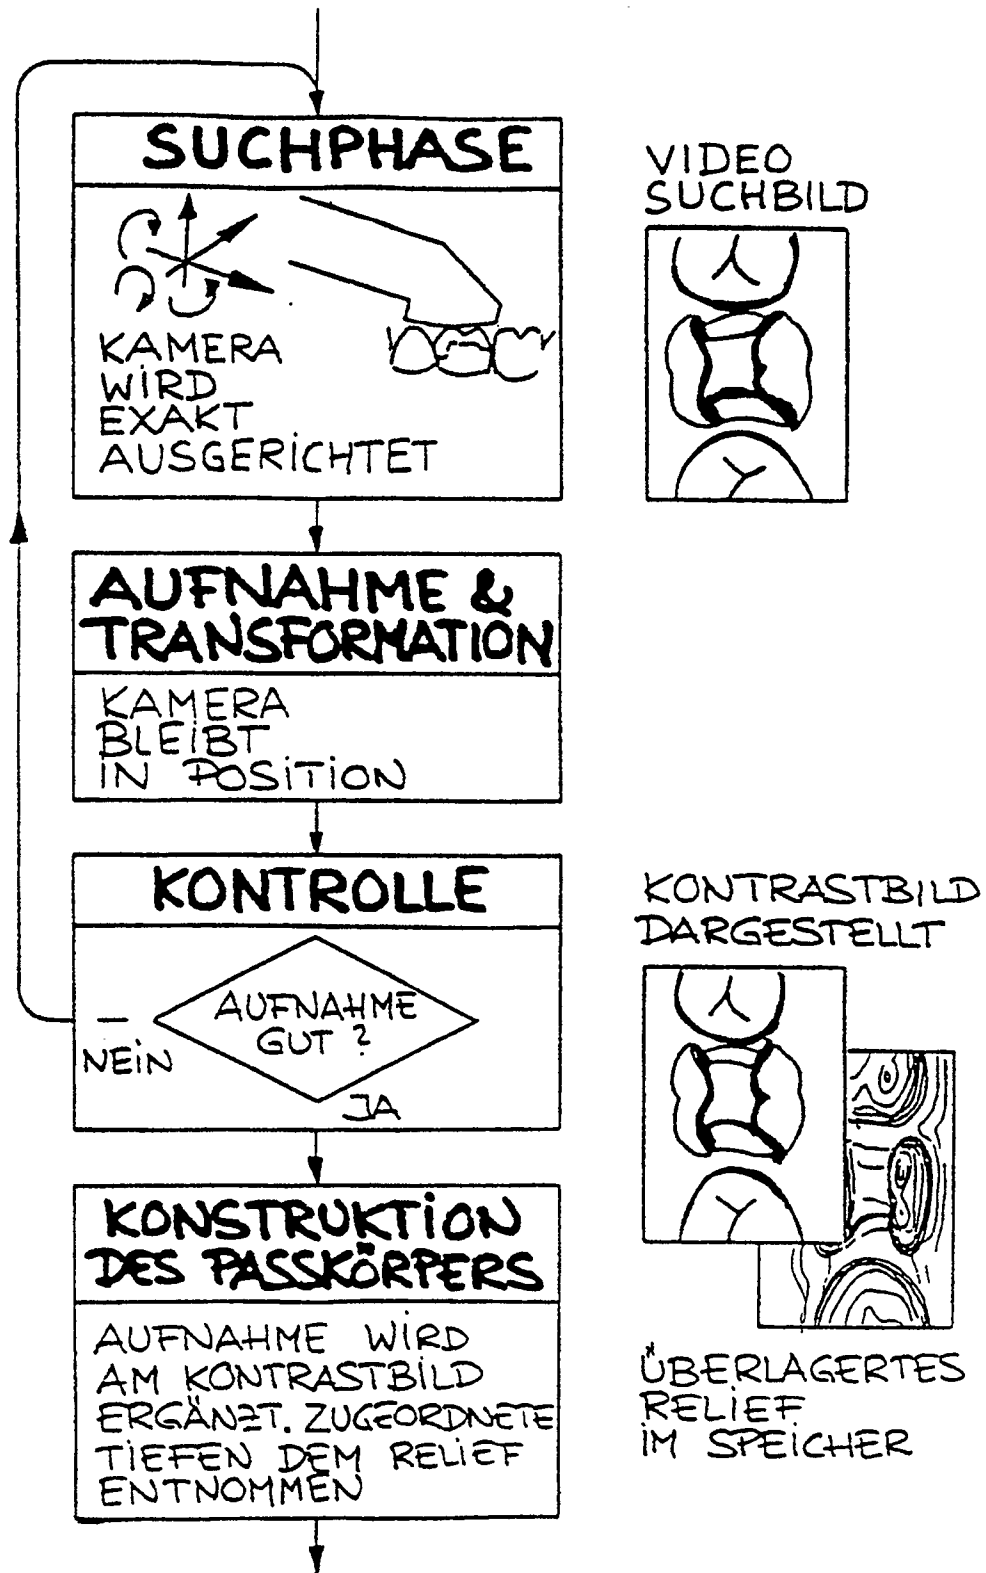 SUCHPHASE
KAMERA
WIRD
EXAKT
AUSGERICHTET
VIDEO
SUCHBILD
AUFNAHME &
TRANSFORMATION
KAMERA
BLEIBT
IN POSITION
KONTROLLE
AUFNAHME
GUT ?
NEIN
JA
KONTRASTBILD
DARGESTELLT
KONSTRUKTION
DES PASSKÖRPERS
AUFNAHME WIRD
AM KONTRASTBILD
ERGÄNZT. ZUGEORDNETE
TIEFEN DEM RELIEF
ENTNOMMEN
ÜBERLAGERTES
RELIEF
IM SPEICHER